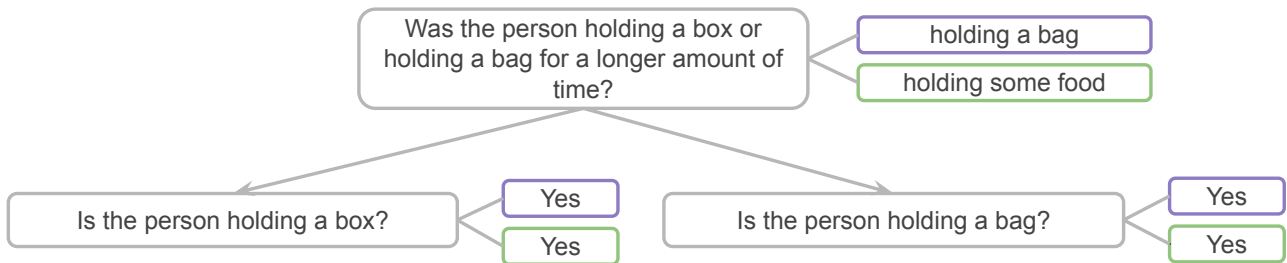 Was the person holding a box or
holding a bag for a longer amount of
time?
holding a bag
holding some food
Is the person holding a box?
Yes
Yes
Is the person holding a bag?
Yes
Yes